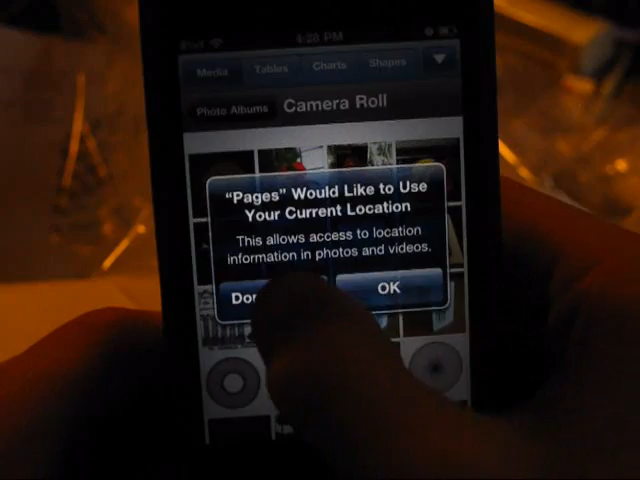 iPod 4:28 PM
Media Tables Charts Shapes
Photo Albums Camera Roll
“Pages” Would Like to Use
Your Current Location
This allows access to location
information in photos and videos.
OK